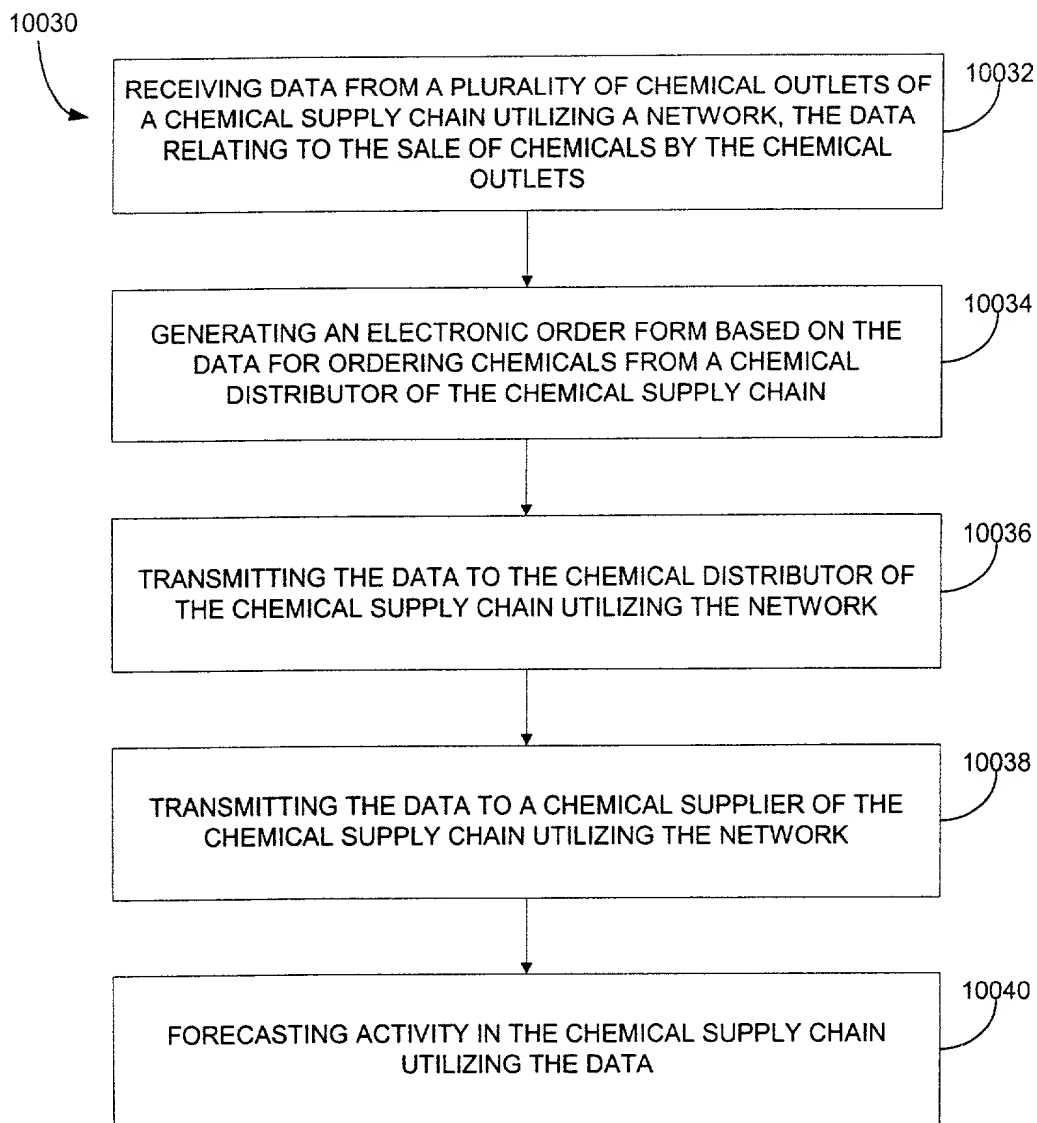 10030
RECEIVING DATA FROM A PLURALITY OF CHEMICAL OUTLETS OF
A CHEMICAL SUPPLY CHAIN UTILIZING A NETWORK, THE DATA
RELATING TO THE SALE OF CHEMICALS BY THE CHEMICAL
OUTLETS
10032
GENERATING AN ELECTRONIC ORDER FORM BASED ON THE
DATA FOR ORDERING CHEMICALS FROM A CHEMICAL
DISTRIBUTOR OF THE CHEMICAL SUPPLY CHAIN
10034
TRANSMITTING THE DATA TO THE CHEMICAL DISTRIBUTOR OF
THE CHEMICAL SUPPLY CHAIN UTILIZING THE NETWORK
10036
TRANSMITTING THE DATA TO A CHEMICAL SUPPLIER OF THE
CHEMICAL SUPPLY CHAIN UTILIZING THE NETWORK
10038
FORECASTING ACTIVITY IN THE CHEMICAL SUPPLY CHAIN
UTILIZING THE DATA
10040